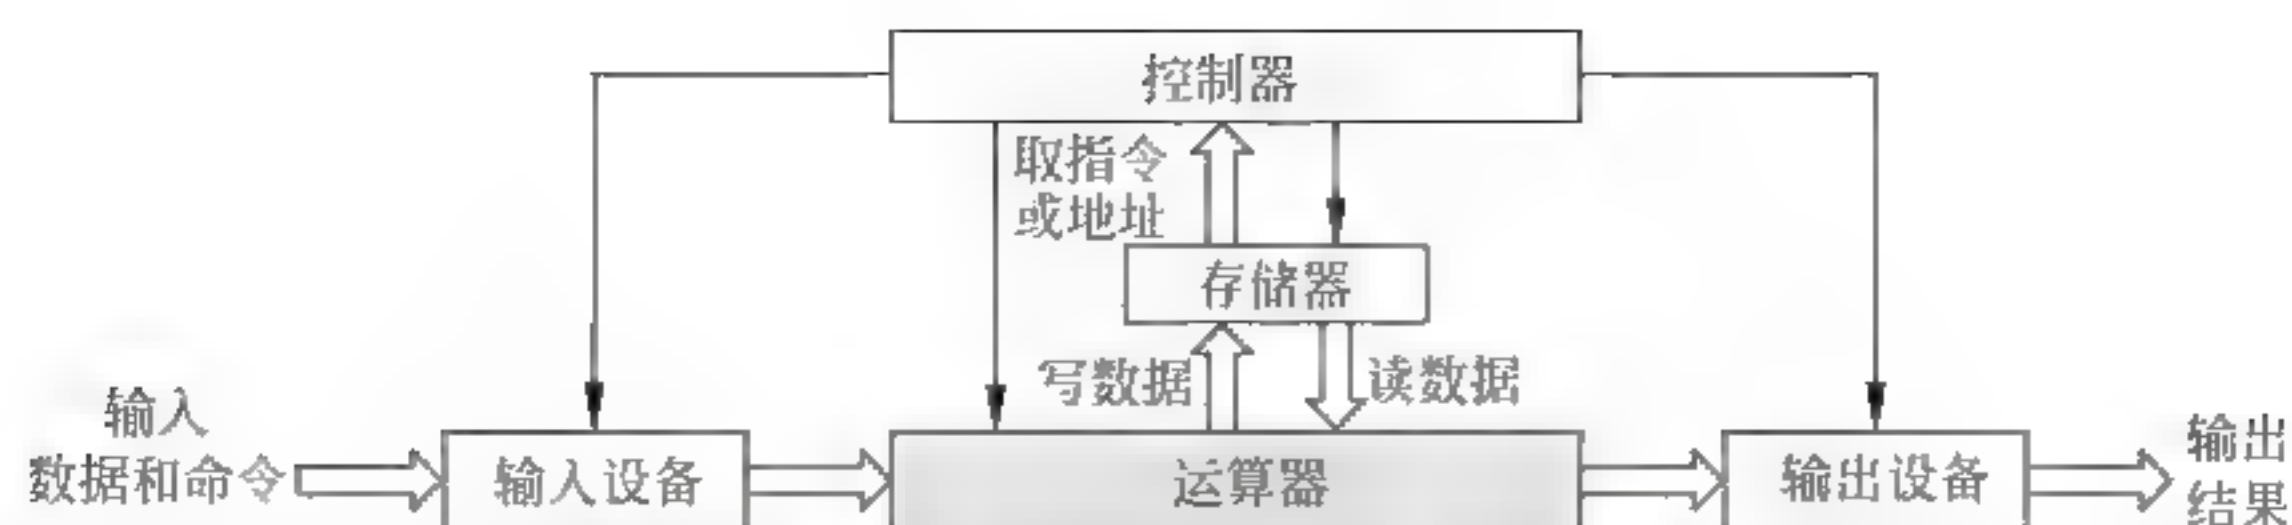 控制器
取指令
或地址
存储器
写数据
读数据
输入
数据和命令
输入设备
运算器
输出设备
输出
结果